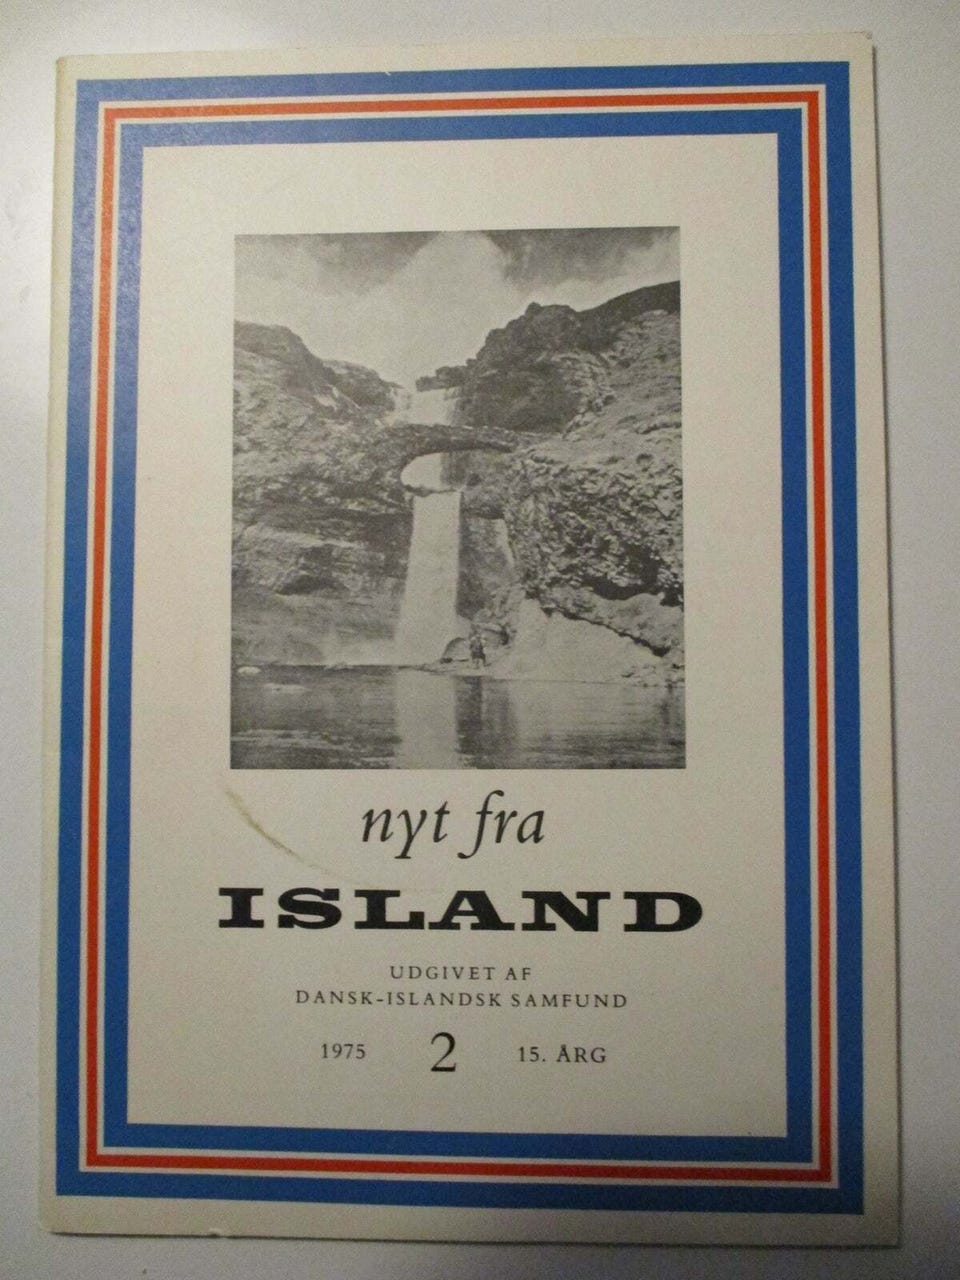 nyt fra
ISLAND
UDGIVET AF
DANSK-ISLANDSK SAMFUND
1975 2 15. ÅRG